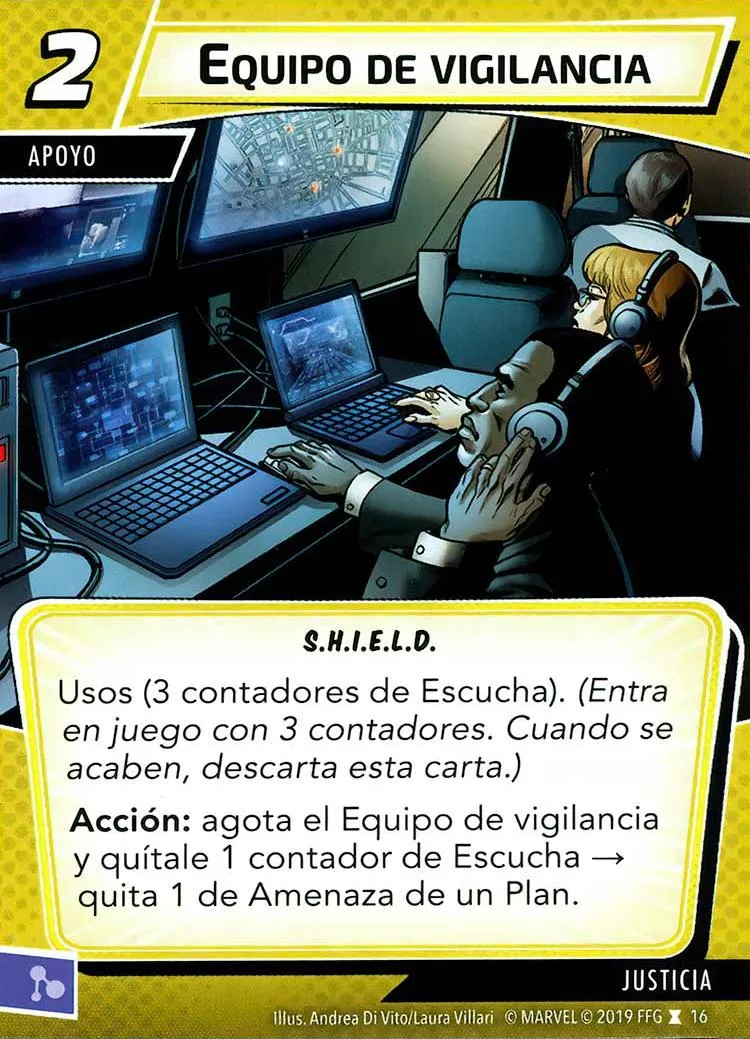 2
EQUIPO DE VIGILANCIA
APOYO
S.H.I.E.L.D.
Usos (3 contadores de Escucha). (Entra
en juego con 3 contadores. Cuando se
acaben, descarta esta carta.)
Acción: agota el Equipo de vigilancia
y quítale 1 contador de Escucha →
quita 1 de Amenaza de un Plan.
JUSTICIA
Illus. Andrea Di Vito/Laura Villari © MARVEL © 2019 FFG 16